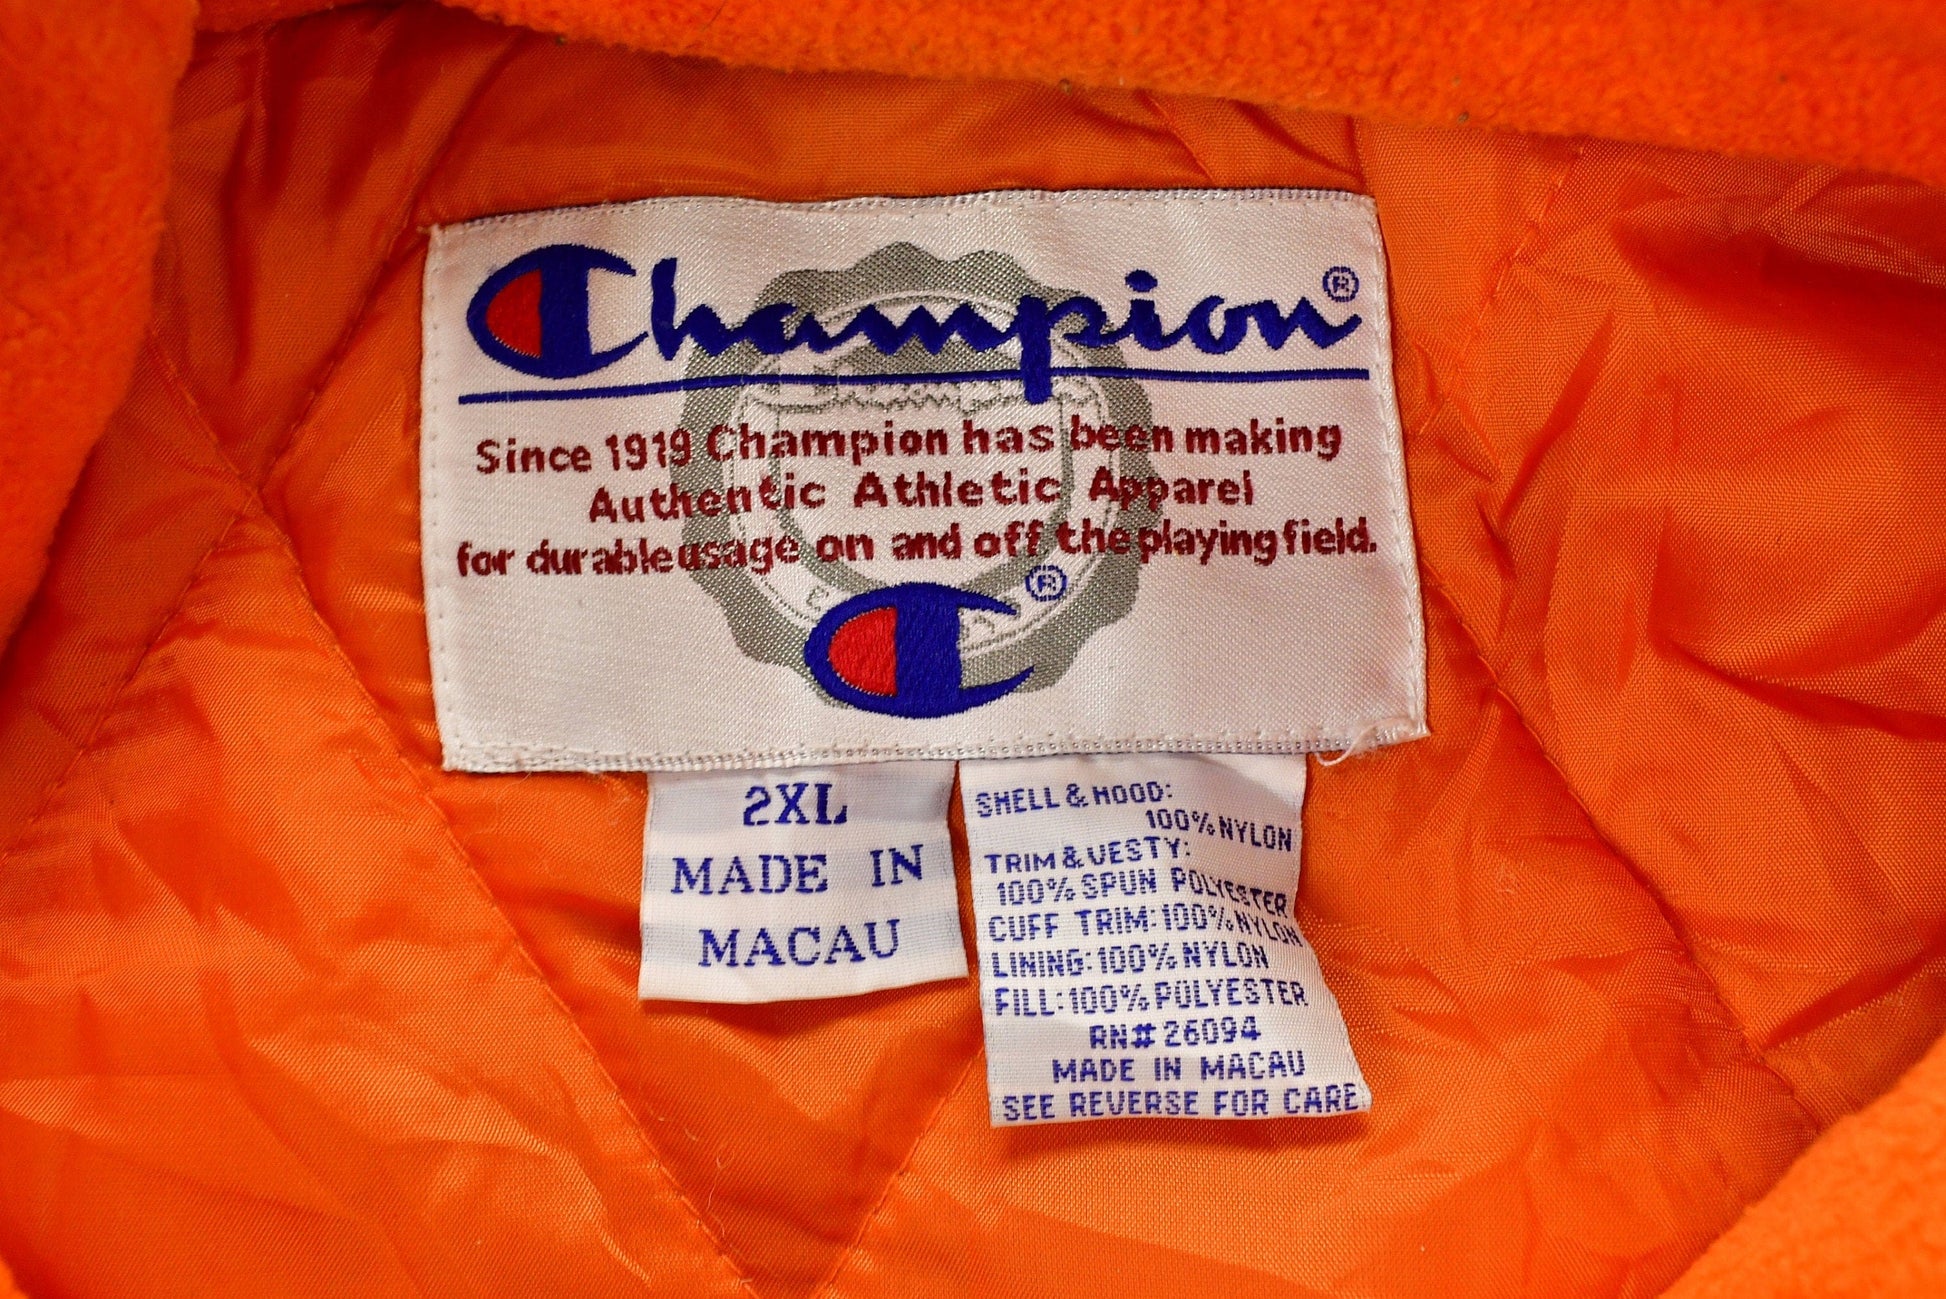 Champion®
Since 1919 Champion has been making
Authentic Athletic Apparel
for durable usage on and off the playing field.
®
2XL
MADE IN
MACAU
SHELL & HOOD:
100% NYLON
TRIM & VESTY:
100% SPUN POLYESTER
CUFF TRIM: 100% NYLON
LINING: 100% NYLON
FILL: 100% POLYESTER
RN# 26094
MADE IN MACAU
SEE REVERSE FOR CARE